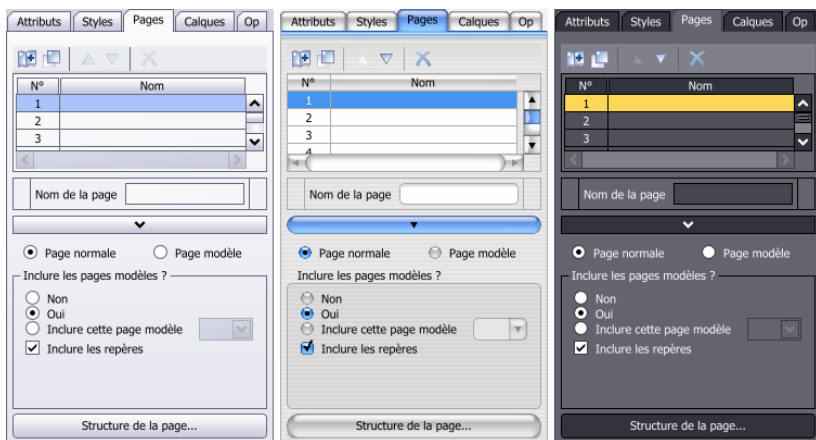 Attributs Styles Pages Calques Op
N° Nom
1
2
3
Nom de la page
Page normale Page modèle
Inclure les pages modèles ?
Non
Oui
Inclure cette page modèle
Inclure les repères
Structure de la page...
Attributs Styles Pages Calques Op
N° Nom
1
2
3
4
Nom de la page
Page normale Page modèle
Inclure les pages modèles ?
Non
Oui
Inclure cette page modèle
Inclure les repères
Structure de la page...
Attributs Styles Pages Calques Op
N° Nom
1
2
3
Nom de la page
Page normale Page modèle
Inclure les pages modèles ?
Non
Oui
Inclure cette page modèle
Inclure les repères
Structure de la page...